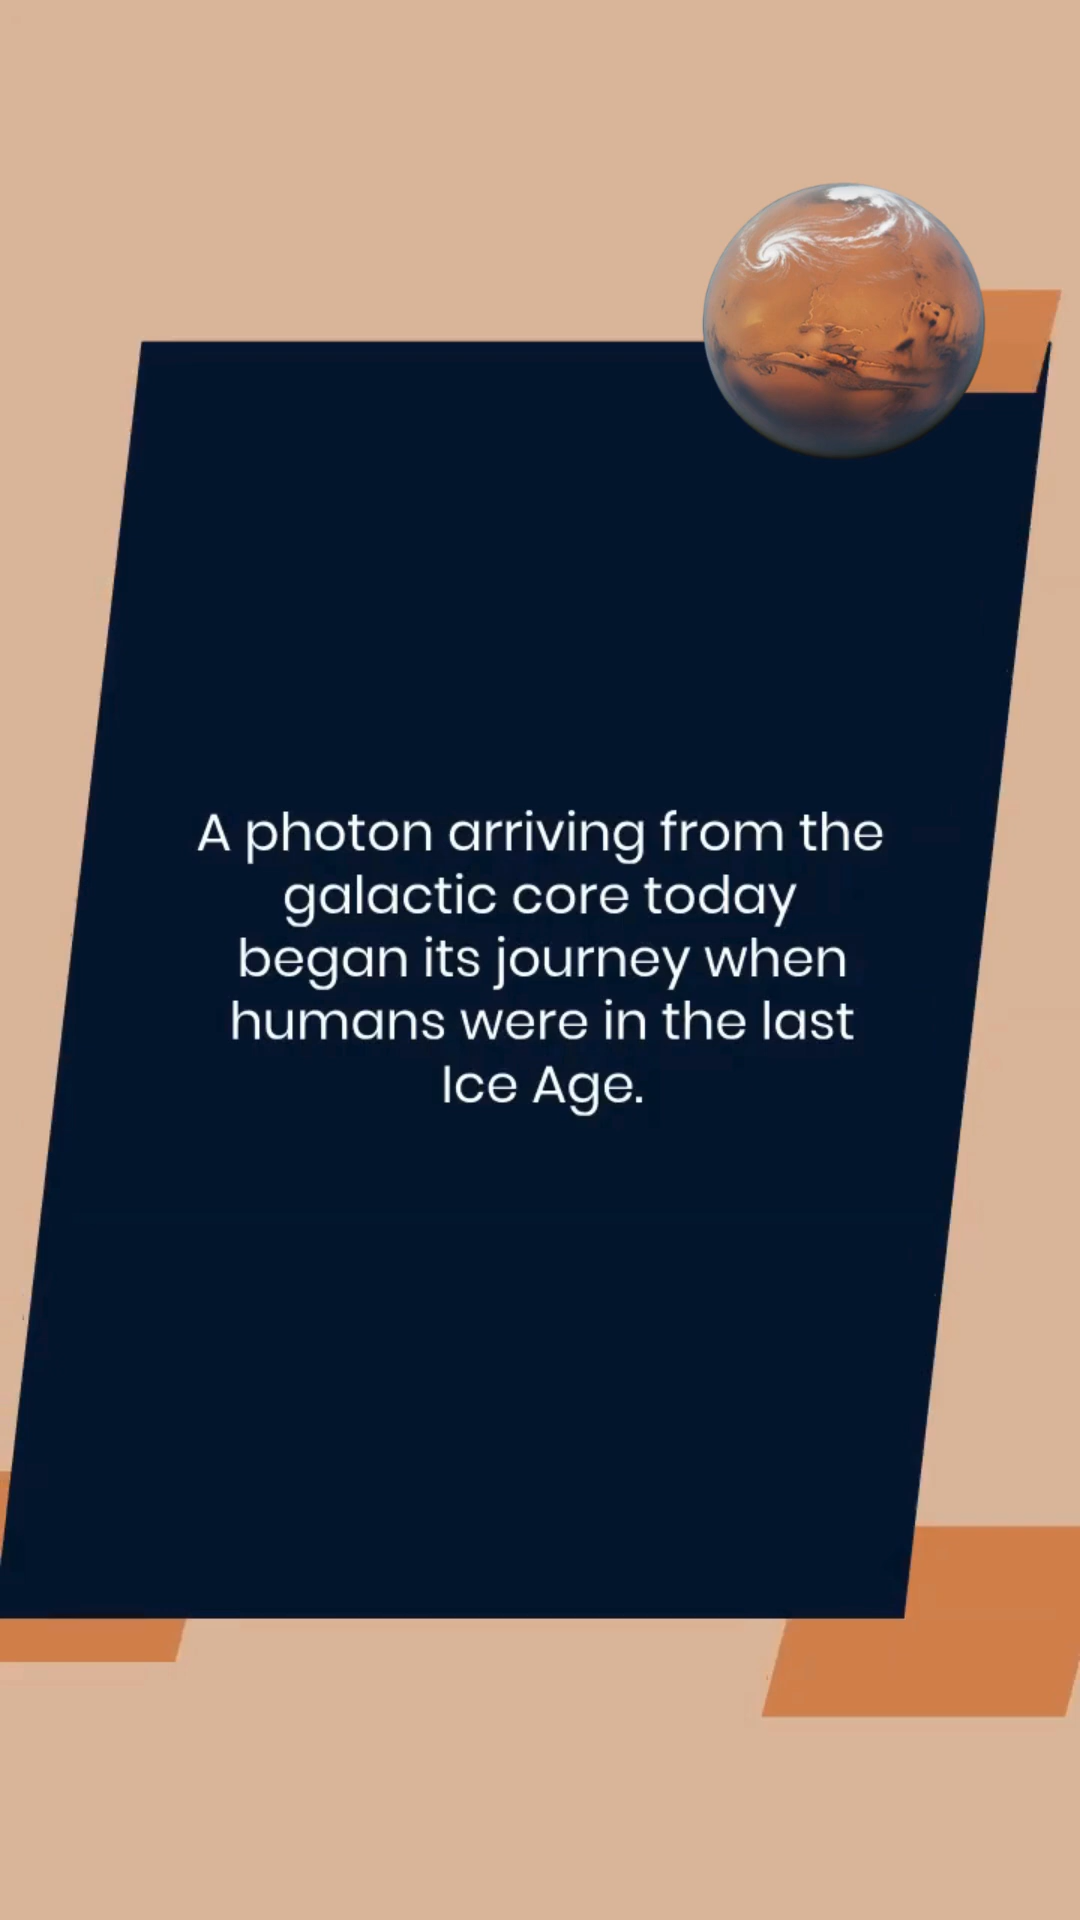 A photon arriving from the
galactic core today
began its journey when
humans were in the last
Ice Age.